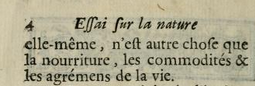 4 Eſſai ſur la nature
elle-même, n'eſt autre choſe que
la nourriture, les commodités &
les agrémens de la vie.